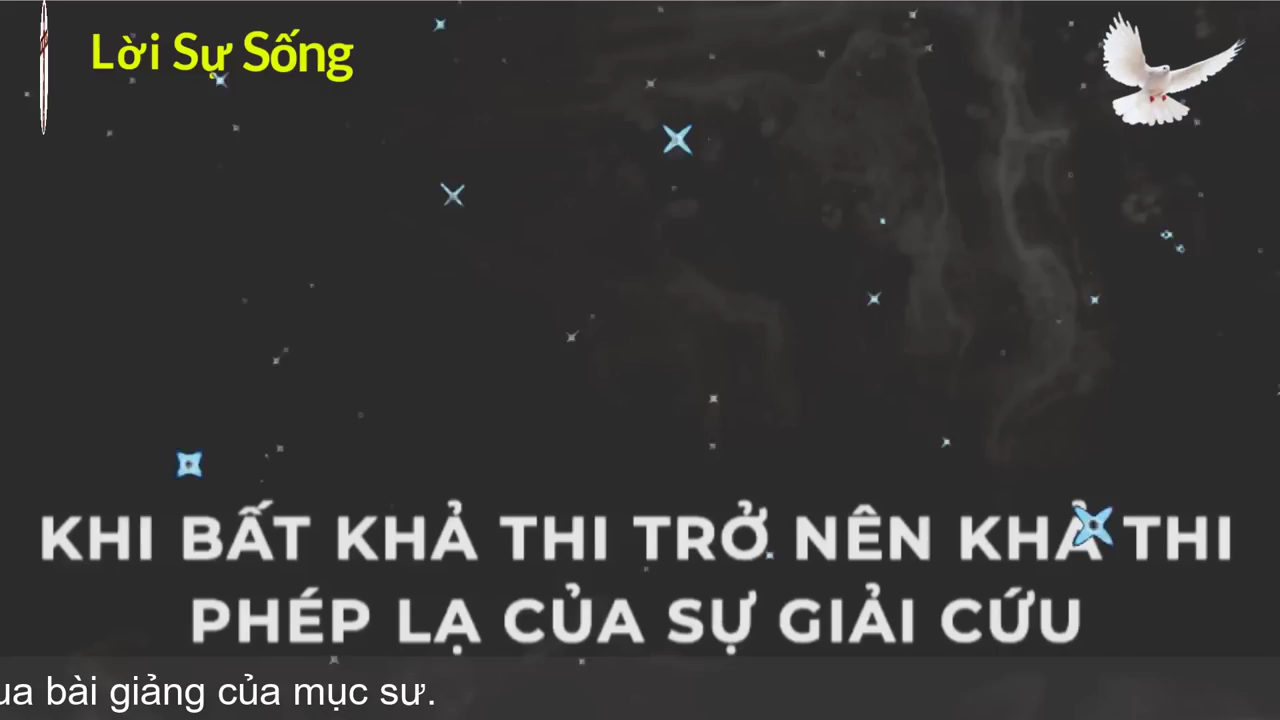 Lời Sự Sống
KHI BẤT KHẢ THI TRỞ NÊN KHẢ THI
PHÉP LẠ CỦA SỰ GIẢI CỨU
bài giảng của mục sư.